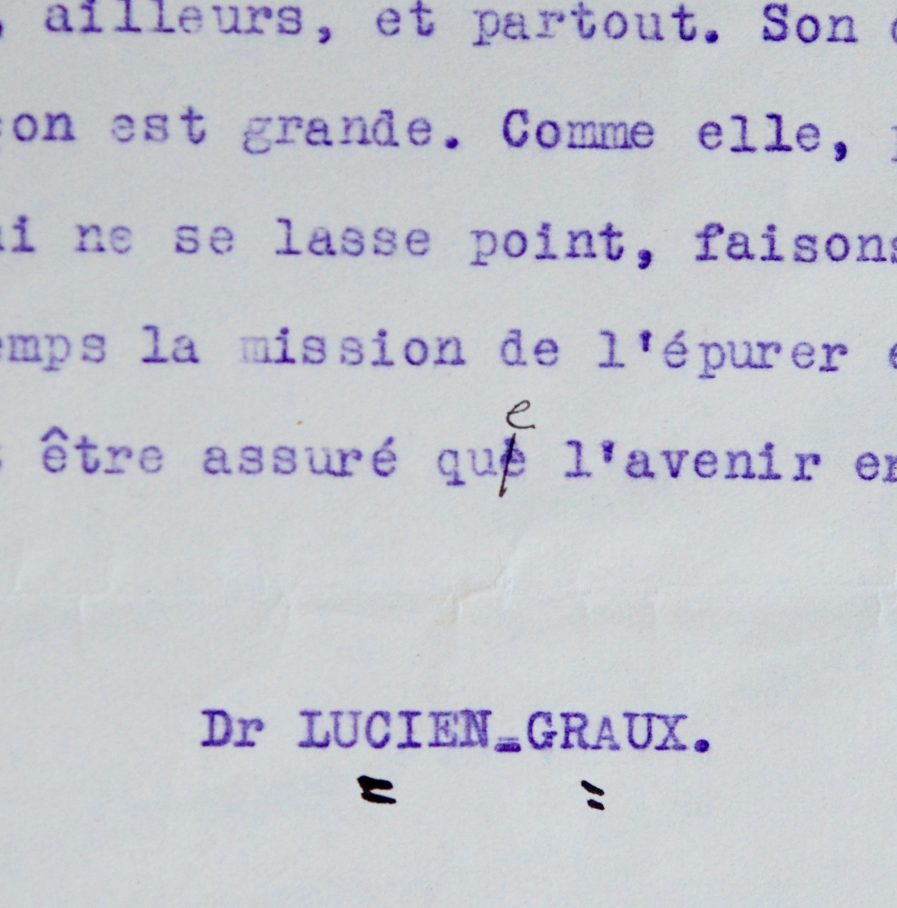 , ailleurs, et partout. Son
on est grande. Comme elle,
i ne se lasse point, faisons
emps la mission de l'épurer
être assuré que l'avenir en
Dr LUCIEN-GRAUX.